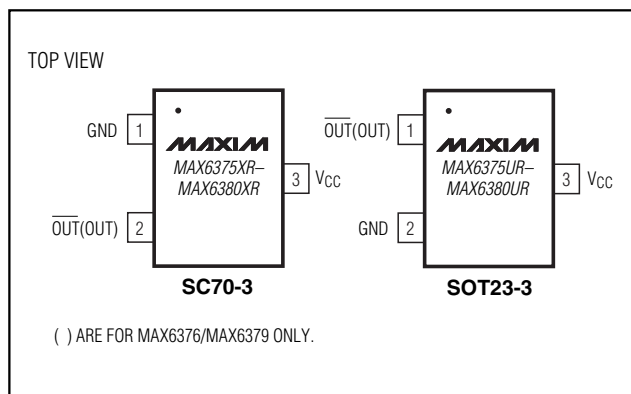 TOP VIEW
GND 1
MAXIM
MAX6375XR–
MAX6380XR
3 VCC
OUT(OUT) 2
SC70-3
OUT(OUT) 1
MAXIM
MAX6375UR–
MAX6380UR
3 VCC
GND 2
SOT23-3
( ) ARE FOR MAX6376/MAX6379 ONLY.